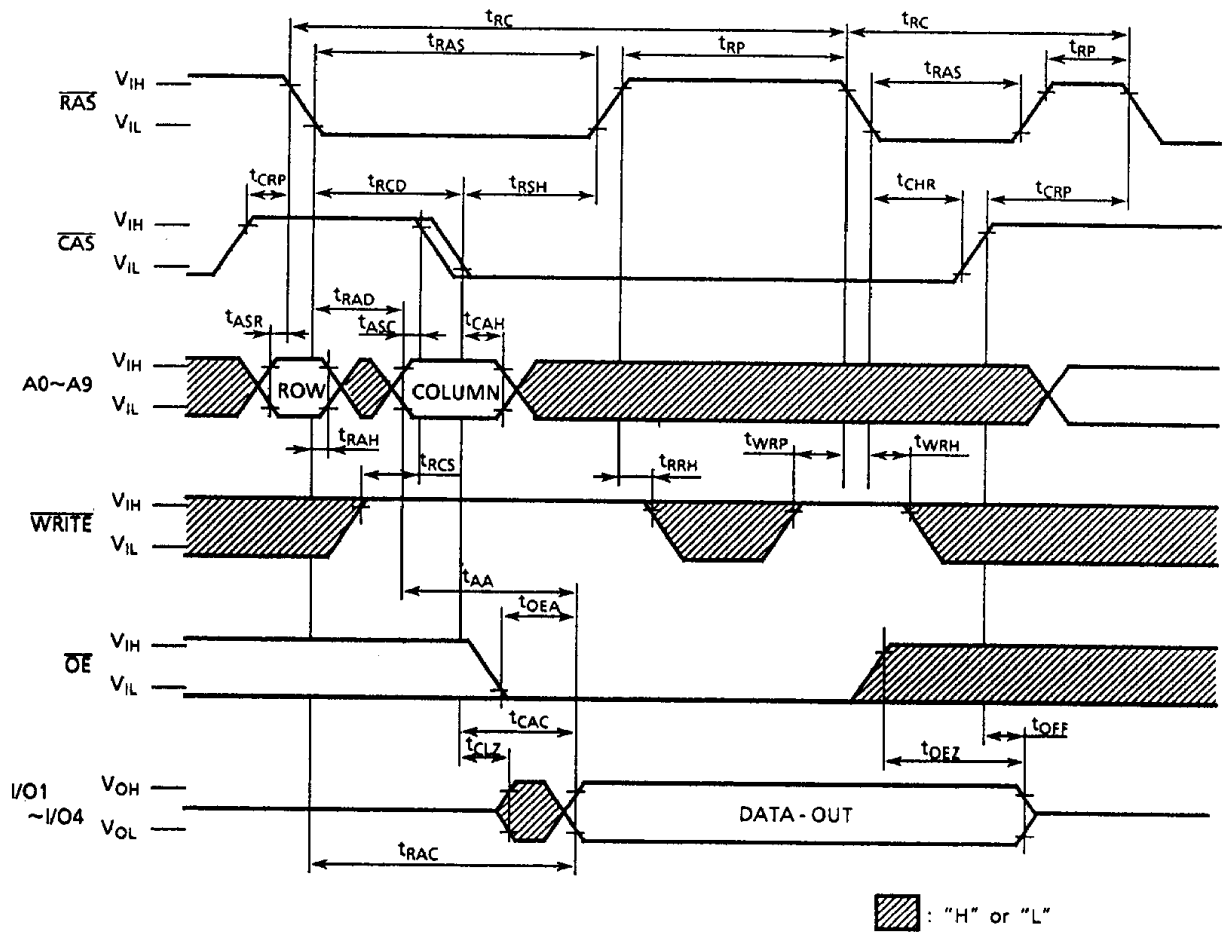 tRC tRC
tRAS tRP tRAS tRP
RAS VIH
VIL
tCRP tRCD tRSH tCHR tCRP
CAS VIH
VIL
tRAD
tASR tASC tCAH
A0~A9 VIH
VIL
ROW COLUMN
tRAH tRCS tRRH tWRP tWRH
WRITE VIH
VIL
tAA
tOEA
OE VIH
VIL
tCAC tOFF
tCLZ tOEZ
I/O1
~I/O4
VOH
VOL
DATA-OUT
tRAC
: "H" or "L"